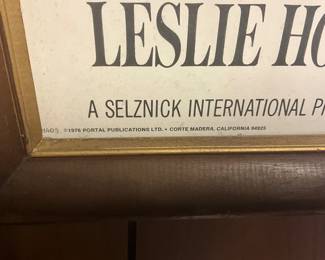 LESLIE HO
A SELZNICK INTERNATIONAL P
©1976 PORTAL PUBLICATIONS LTD. • CORTE MADERA, CALIFORNIA 94925